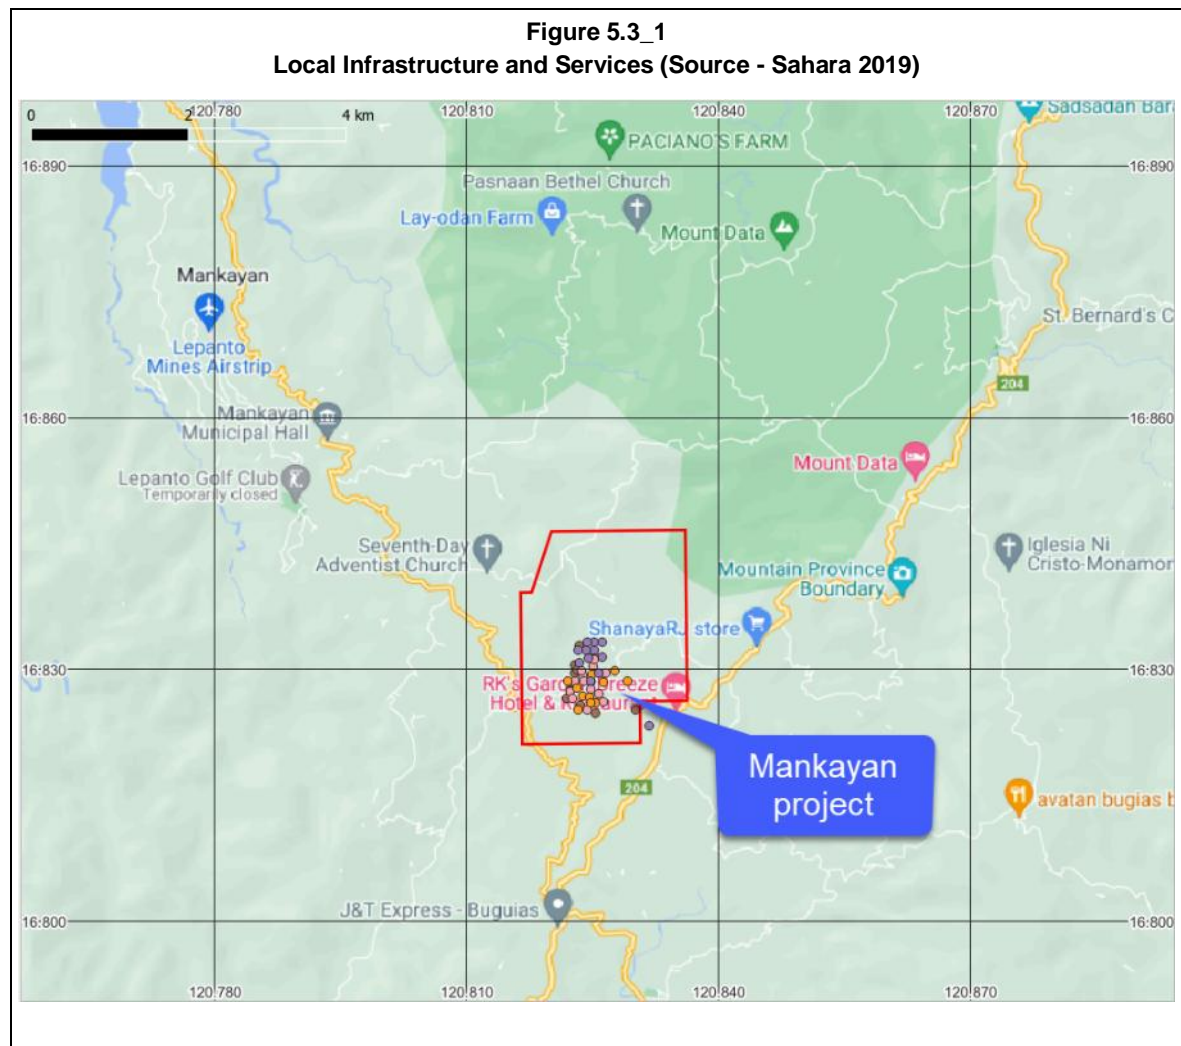 Figure 5.3_1
Local Infrastructure and Services (Source - Sahara 2019)
0
2
4 km
120.780
120.810
120.840
120.870
Sadsadan Bara
PACIANO'S FARM
16:890
16:890
Pasnaan Bethel Church
Lay-odan Farm
Mount Data
Mankayan
St. Bernard's C
Lepanto
Mines Airstrip
204
Mankayan
Municipal Hall
16:860
16:860
Mount Data
Lepanto Golf Club
Temporarily closed
Seventh-Day
Adventist Church
Iglesia Ni
Cristo-Monamor
Mountain Province
Boundary
ShanayaRJ store
16:830
16:830
RK's Garden Breeze
Hotel & Restaurant
Mankayan
project
204
avatan bugias b
J&T Express - Buguias
16:800
16:800
120.780
120.810
120.840
120.870